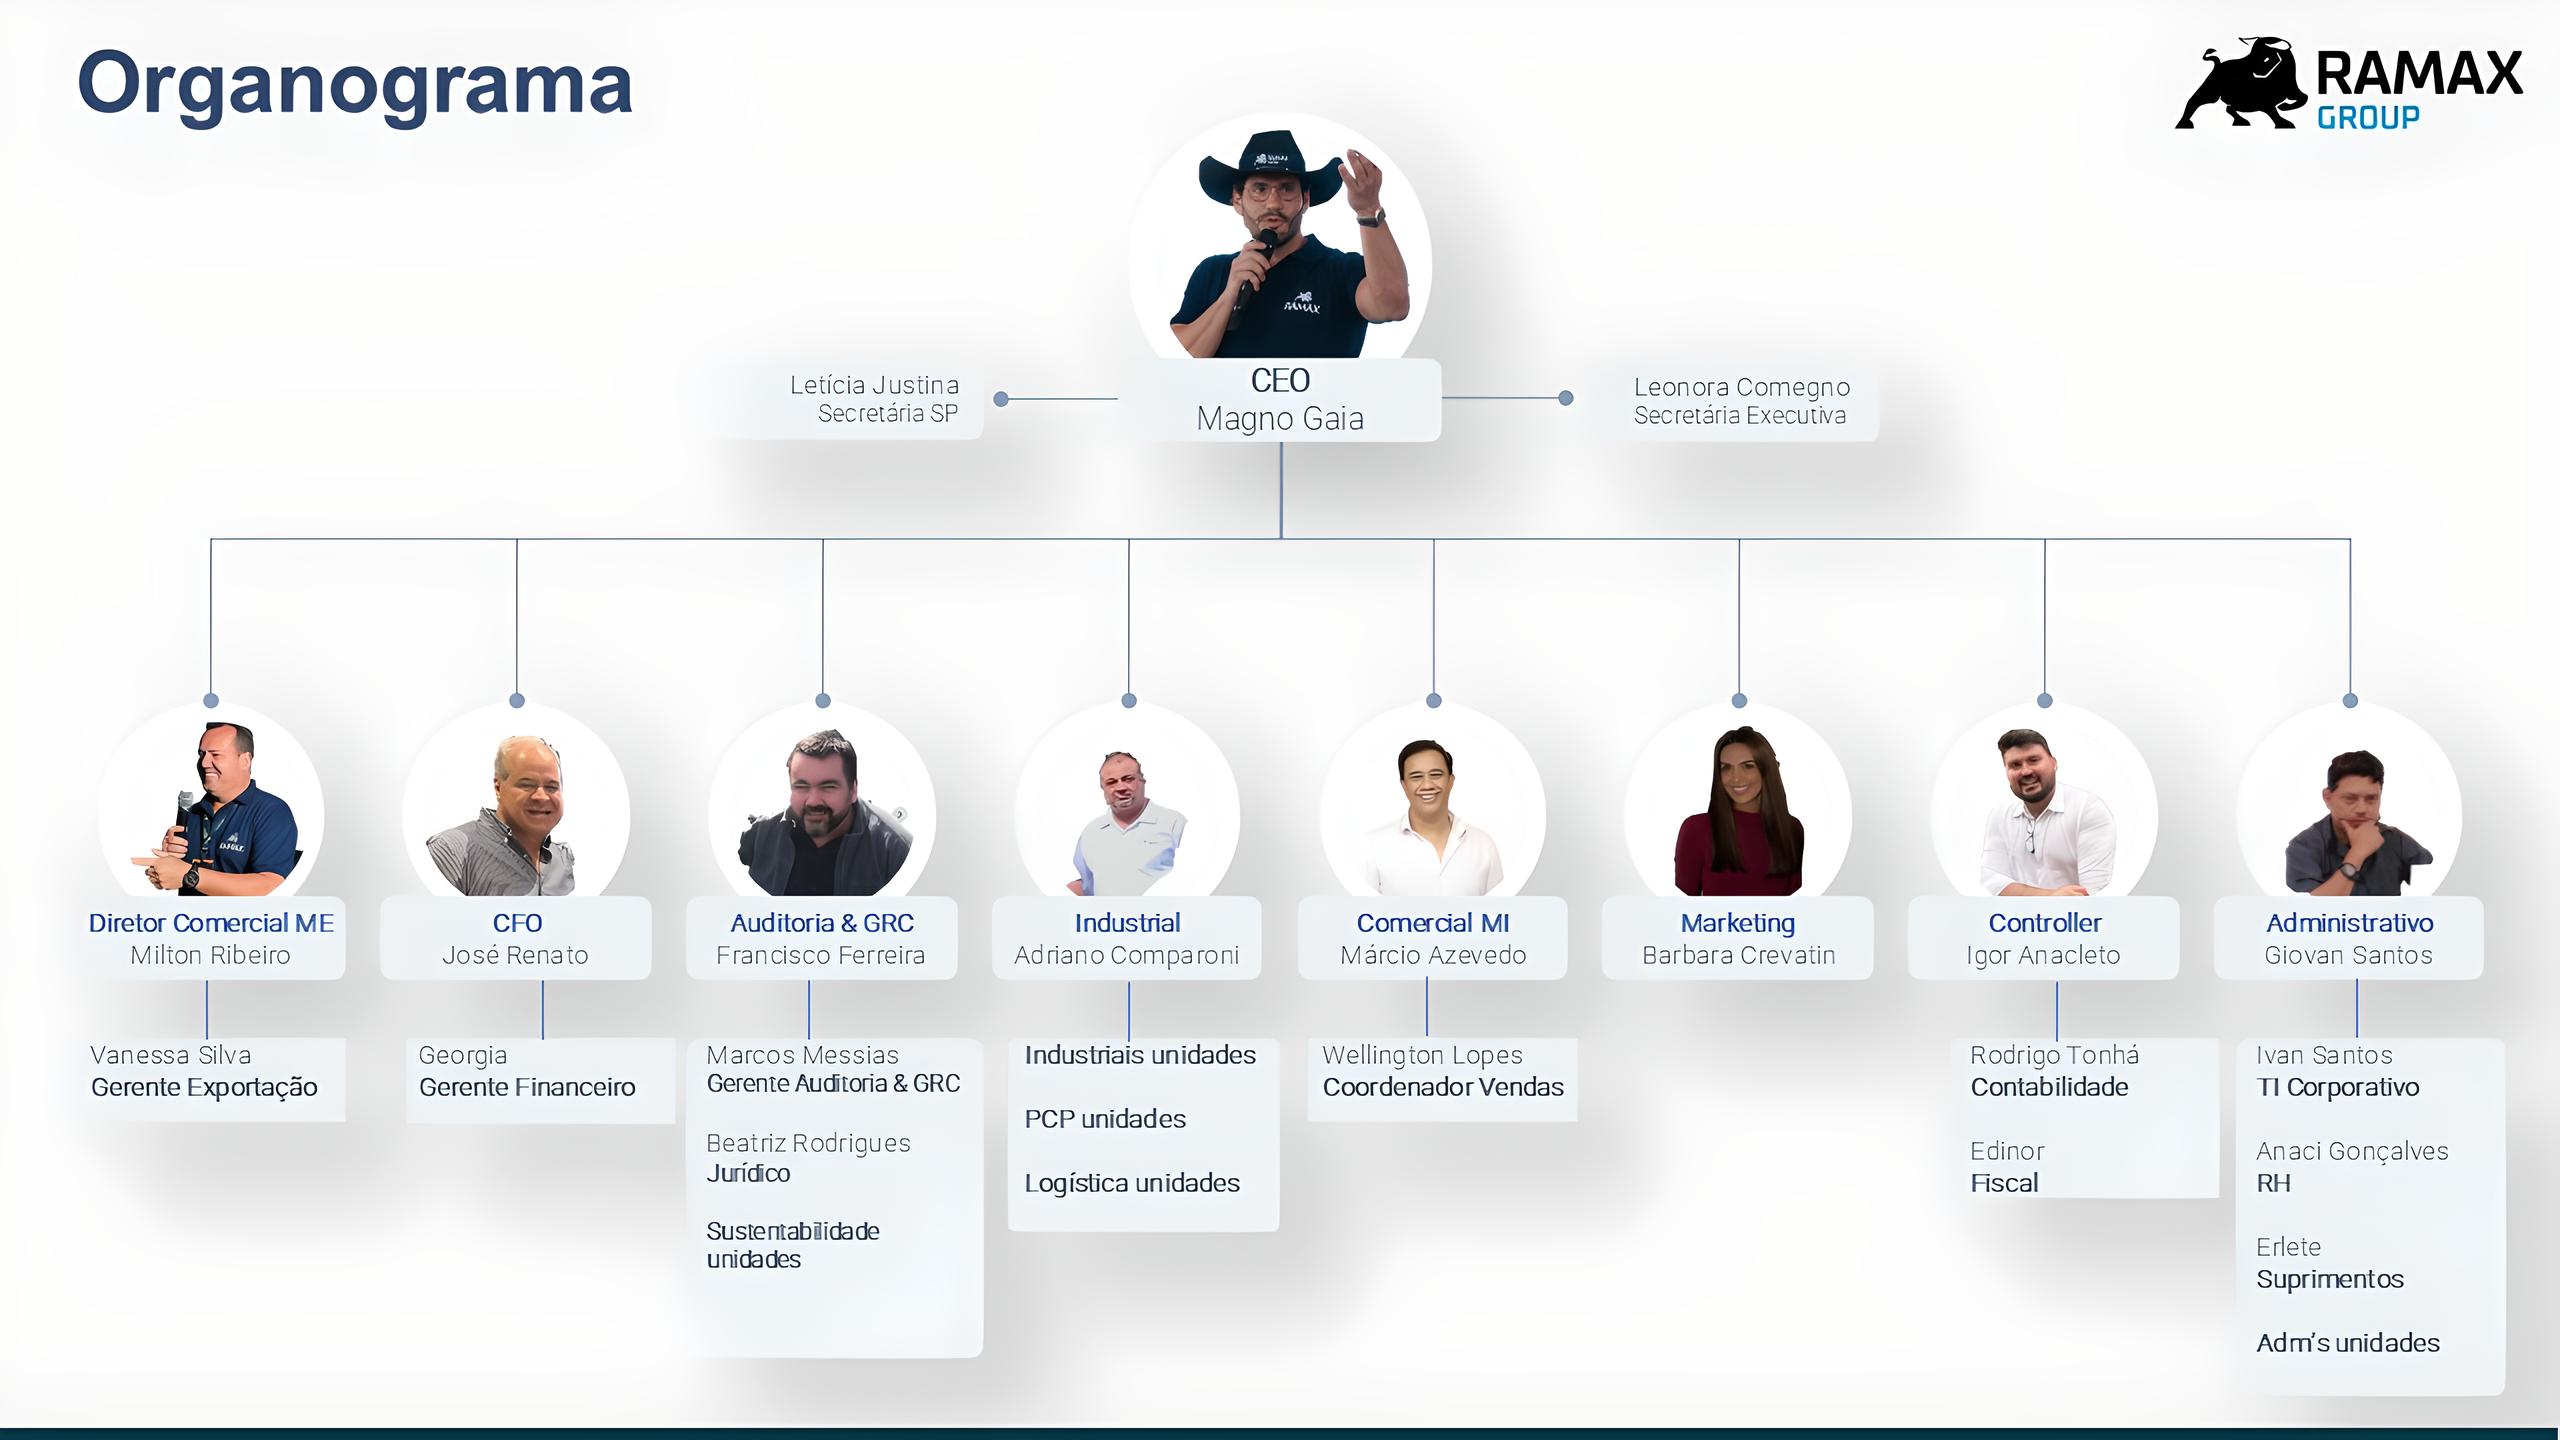 Organograma
RAMAX
GROUP
CEO
Magno Gaia
Letícia Justina
Secretária SP
Leonora Comegno
Secretária Executiva
Diretor Comercial ME
Milton Ribeiro
CFO
José Renato
Auditoria & GRC
Francisco Ferreira
Industrial
Adriano Comparoni
Comercial MI
Márcio Azevedo
Marketing
Barbara Crevatin
Controller
Igor Anacleto
Administrativo
Giovan Santos
Vanessa Silva
Gerente Exportação
Georgia
Gerente Financeiro
Marcos Messias
Gerente Auditoria & GRC
Beatriz Rodrigues
Jurídico
Sustentabilidade
unidades
Industriais unidades
PCP unidades
Logística unidades
Wellington Lopes
Coordenador Vendas
Rodrigo Tonhá
Contabilidade
Edinor
Fiscal
Ivan Santos
TI Corporativo
Anaci Gonçalves
RH
Erlete
Suprimentos
Adm's unidades